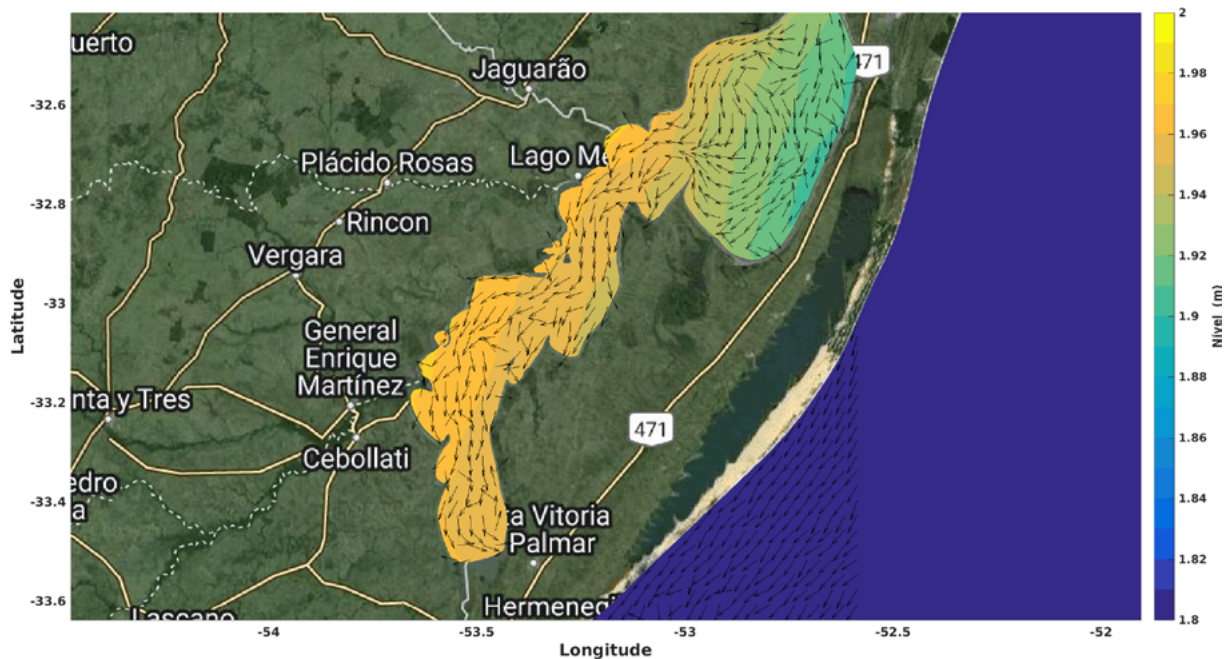 uerto
Jaguarão
471
Lago Me
Plácido Rosas
Rincon
Vergara
General
Enrique
Martínez
nta y Tres
471
Cebollati
edro
a
ta Vitoria
Palmar
Hermenegi
Lascano
-32.6
-32.8
-33
-33.2
-33.4
-33.6
Latitude
-54
-53.5
-53
-52.5
-52
Longitude
2
1.98
1.96
1.94
1.92
1.9
1.88
1.86
1.84
1.82
1.8
Nível (m)